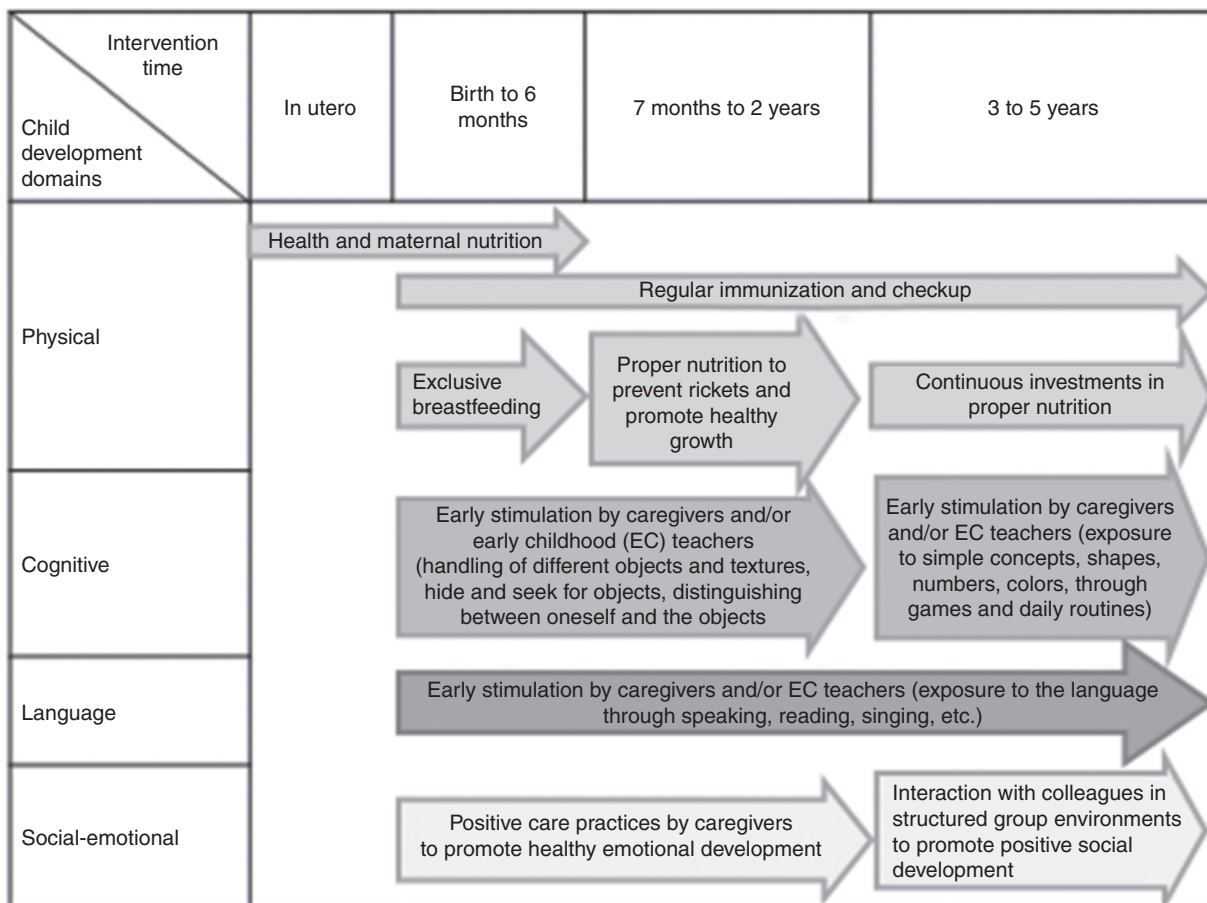 Intervention
time
Child
development
domains
In utero
Birth to 6
months
7 months to 2 years
3 to 5 years
Physical
Health and maternal nutrition
Regular immunization and checkup
Exclusive
breastfeeding
Proper nutrition to
prevent rickets and
promote healthy
growth
Continuous investments in
proper nutrition
Cognitive
Early stimulation by caregivers and/or
early childhood (EC) teachers
(handling of different objects and textures,
hide and seek for objects, distinguishing
between oneself and the objects
Early stimulation by caregivers
and/or EC teachers (exposure
to simple concepts, shapes,
numbers, colors, through
games and daily routines)
Language
Early stimulation by caregivers and/or EC teachers (exposure to the language
through speaking, reading, singing, etc.)
Social-emotional
Positive care practices by caregivers
to promote healthy emotional development
Interaction with colleagues in
structured group environments
to promote positive social
development